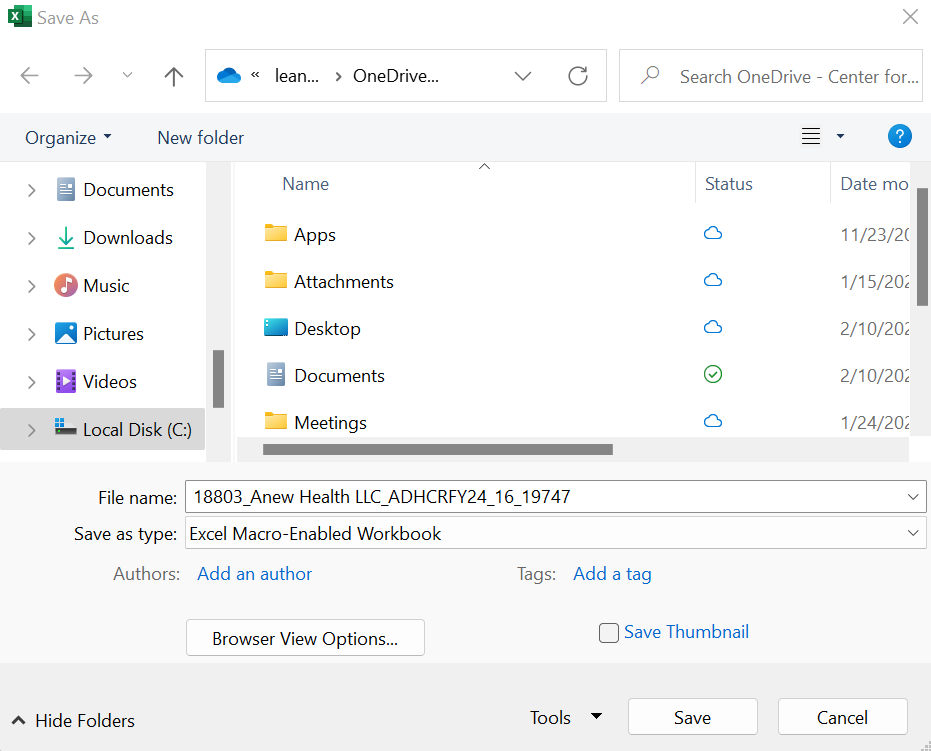 Save As
« lean... > OneDrive...
Search OneDrive - Center for...
Organize
New folder
?
Documents
Downloads
Music
Pictures
Videos
Local Disk (C:)
Name Status Date mo
Apps 11/23/20
Attachments 1/15/202
Desktop 2/10/202
Documents 2/10/202
Meetings 1/24/202
File name: 18803_Anew Health LLC_ADHCRFY24_16_19747
Save as type: Excel Macro-Enabled Workbook
Authors: Add an author Tags: Add a tag
Browser View Options... Save Thumbnail
Hide Folders Tools Save Cancel